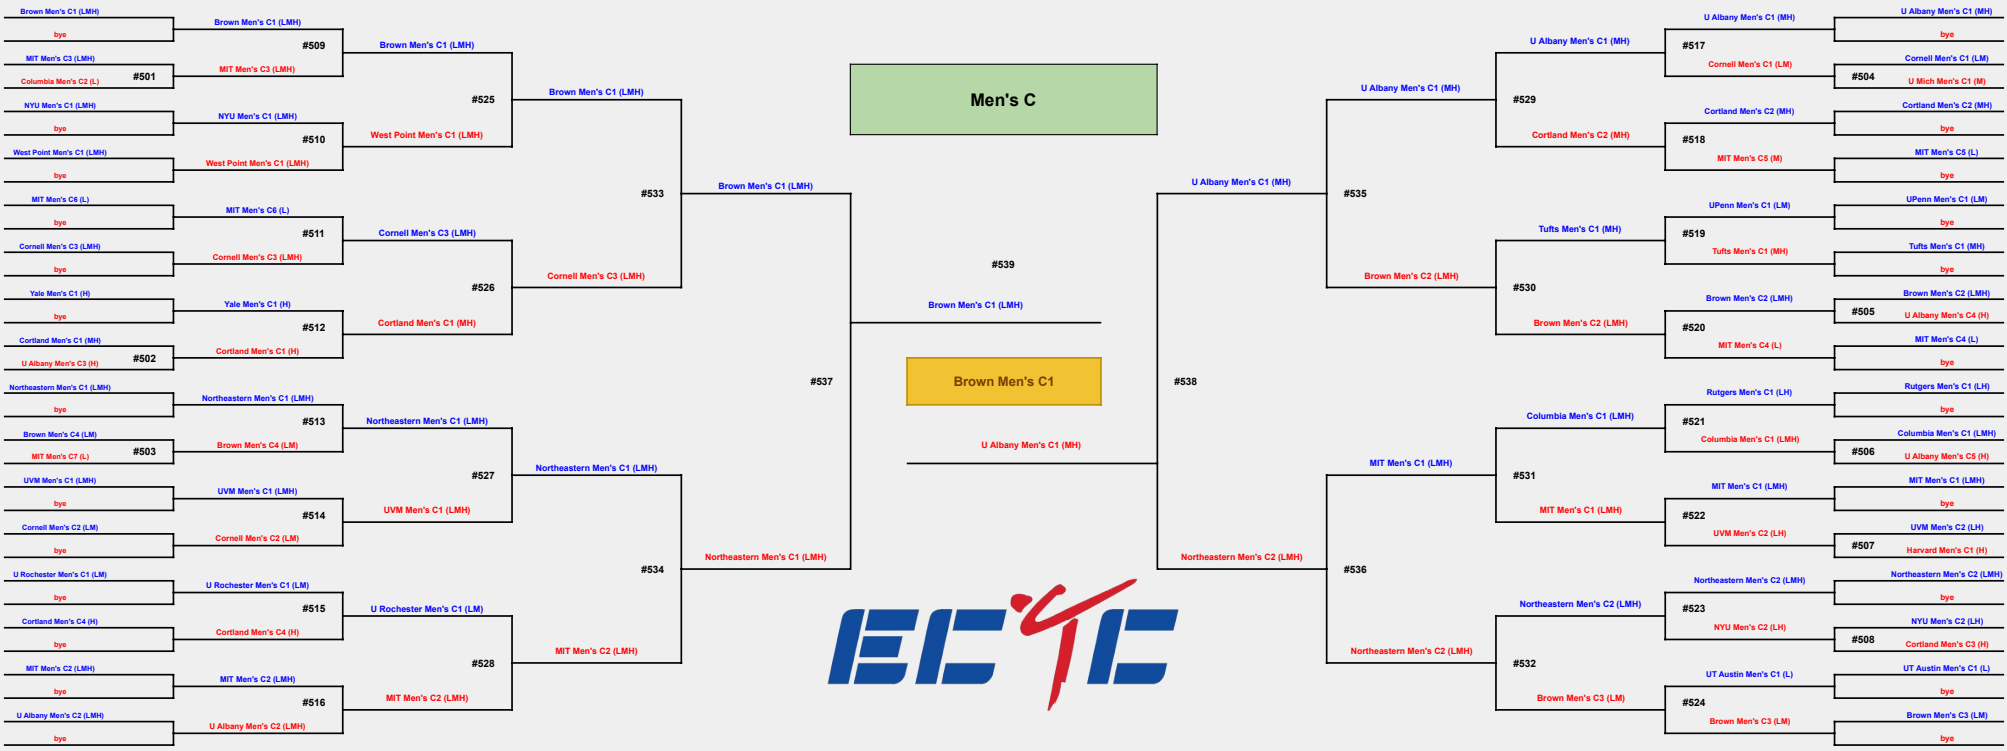 Brown Men's C1 (LMH)
bye
MIT Men's C3 (LMH)
Columbia Men's C2 (L)
#501
NYU Men's C1 (LMH)
bye
West Point Men's C1 (LMH)
bye
MIT Men's C6 (L)
bye
Cornell Men's C3 (LMH)
bye
Yale Men's C1 (H)
bye
Cortland Men's C1 (MH)
U Albany Men's C3 (H)
#502
Northeastern Men's C1 (LMH)
bye
Brown Men's C4 (LM)
MIT Men's C7 (L)
#503
UVM Men's C1 (LMH)
bye
Cornell Men's C2 (LM)
bye
U Rochester Men's C1 (LM)
bye
Cortland Men's C4 (H)
bye
MIT Men's C2 (LMH)
bye
U Albany Men's C2 (LMH)
bye
Brown Men's C1 (LMH)
#509
MIT Men's C3 (LMH)
NYU Men's C1 (LMH)
#510
West Point Men's C1 (LMH)
MIT Men's C6 (L)
#511
Cornell Men's C3 (LMH)
Yale Men's C1 (H)
#512
Cortland Men's C1 (H)
Northeastern Men's C1 (LMH)
#513
Brown Men's C4 (LM)
UVM Men's C1 (LMH)
#514
Cornell Men's C2 (LM)
U Rochester Men's C1 (LM)
#515
Cortland Men's C4 (H)
MIT Men's C2 (LMH)
#516
U Albany Men's C2 (LMH)
Brown Men's C1 (LMH)
#525
West Point Men's C1 (LMH)
Cornell Men's C3 (LMH)
#526
Cortland Men's C1 (MH)
Northeastern Men's C1 (LMH)
#527
UVM Men's C1 (LMH)
U Rochester Men's C1 (LM)
#528
MIT Men's C2 (LMH)
Brown Men's C1 (LMH)
#533
Cornell Men's C3 (LMH)
Northeastern Men's C1 (LMH)
#534
MIT Men's C2 (LMH)
Brown Men's C1 (LMH)
#537
Northeastern Men's C1 (LMH)
Men's C
#539
Brown Men's C1 (LMH)
Brown Men's C1
U Albany Men's C1 (MH)
ECTC
U Albany Men's C1 (MH)
#538
Northeastern Men's C2 (LMH)
U Albany Men's C1 (MH)
#535
Brown Men's C2 (LMH)
MIT Men's C1 (LMH)
#536
Northeastern Men's C2 (LMH)
U Albany Men's C1 (MH)
#529
Cortland Men's C2 (MH)
Tufts Men's C1 (MH)
#530
Brown Men's C2 (LMH)
Columbia Men's C1 (LMH)
#531
MIT Men's C1 (LMH)
Northeastern Men's C2 (LMH)
#532
Brown Men's C3 (LM)
U Albany Men's C1 (MH)
#517
Cornell Men's C1 (LM)
Cortland Men's C2 (MH)
#518
MIT Men's C5 (M)
UPenn Men's C1 (LM)
#519
Tufts Men's C1 (MH)
Brown Men's C2 (LMH)
#520
MIT Men's C4 (L)
Rutgers Men's C1 (LH)
#521
Columbia Men's C1 (LMH)
MIT Men's C1 (LMH)
#522
UVM Men's C2 (LH)
Northeastern Men's C2 (LMH)
#523
NYU Men's C2 (LH)
UT Austin Men's C1 (L)
#524
Brown Men's C3 (LM)
U Albany Men's C1 (MH)
bye
Cornell Men's C1 (LM)
#504
U Mich Men's C1 (M)
Cortland Men's C2 (MH)
bye
MIT Men's C5 (L)
bye
UPenn Men's C1 (LM)
bye
Tufts Men's C1 (MH)
bye
Brown Men's C2 (LMH)
#505
U Albany Men's C4 (H)
MIT Men's C4 (L)
bye
Rutgers Men's C1 (LH)
bye
Columbia Men's C1 (LMH)
#506
U Albany Men's C5 (H)
MIT Men's C1 (LMH)
bye
UVM Men's C2 (LH)
#507
Harvard Men's C1 (H)
Northeastern Men's C2 (LMH)
bye
NYU Men's C2 (LH)
#508
Cortland Men's C3 (H)
UT Austin Men's C1 (L)
bye
Brown Men's C3 (LM)
bye